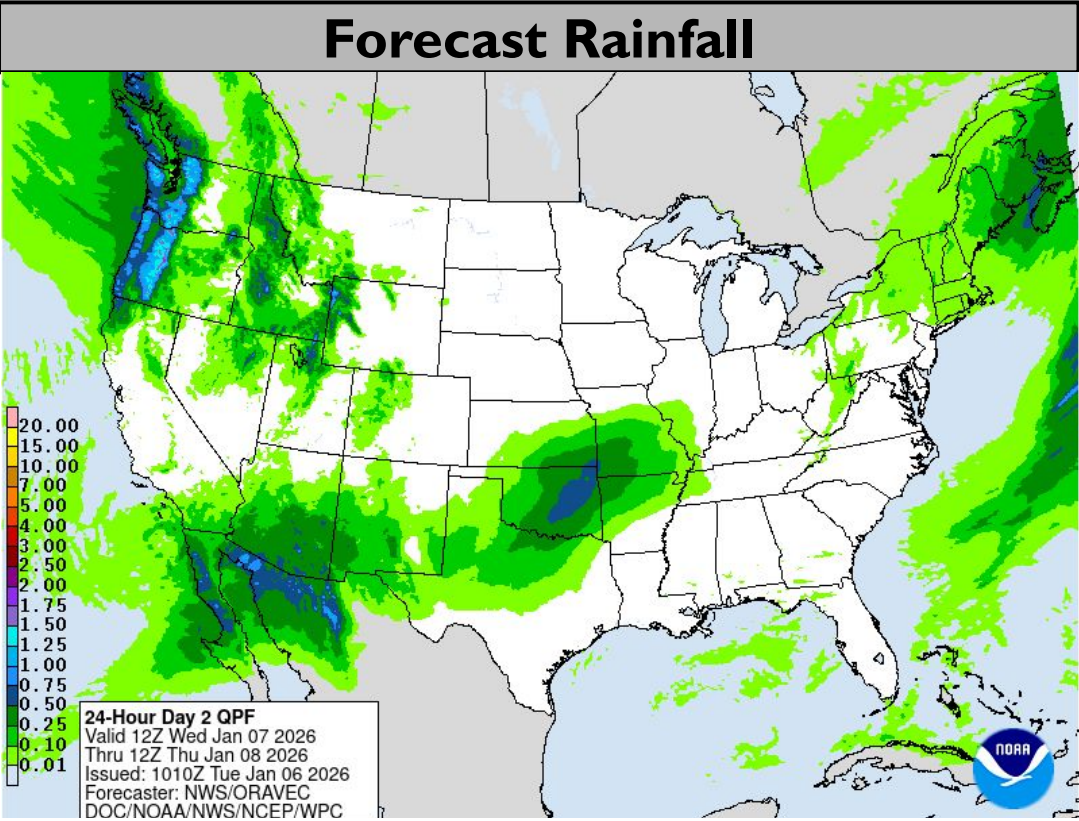 Forecast Rainfall
20.00
15.00
10.00
7.00
5.00
4.00
3.00
2.50
2.00
1.75
1.50
1.25
1.00
0.75
0.50
0.25
0.10
0.01
24-Hour Day 2 QPF
Valid 12Z Wed Jan 07 2026
Thru 12Z Thu Jan 08 2026
Issued: 1010Z Tue Jan 06 2026
Forecaster: NWS/ORAVEC
DOC/NOAA/NWS/NCEP/WPC
NOAA